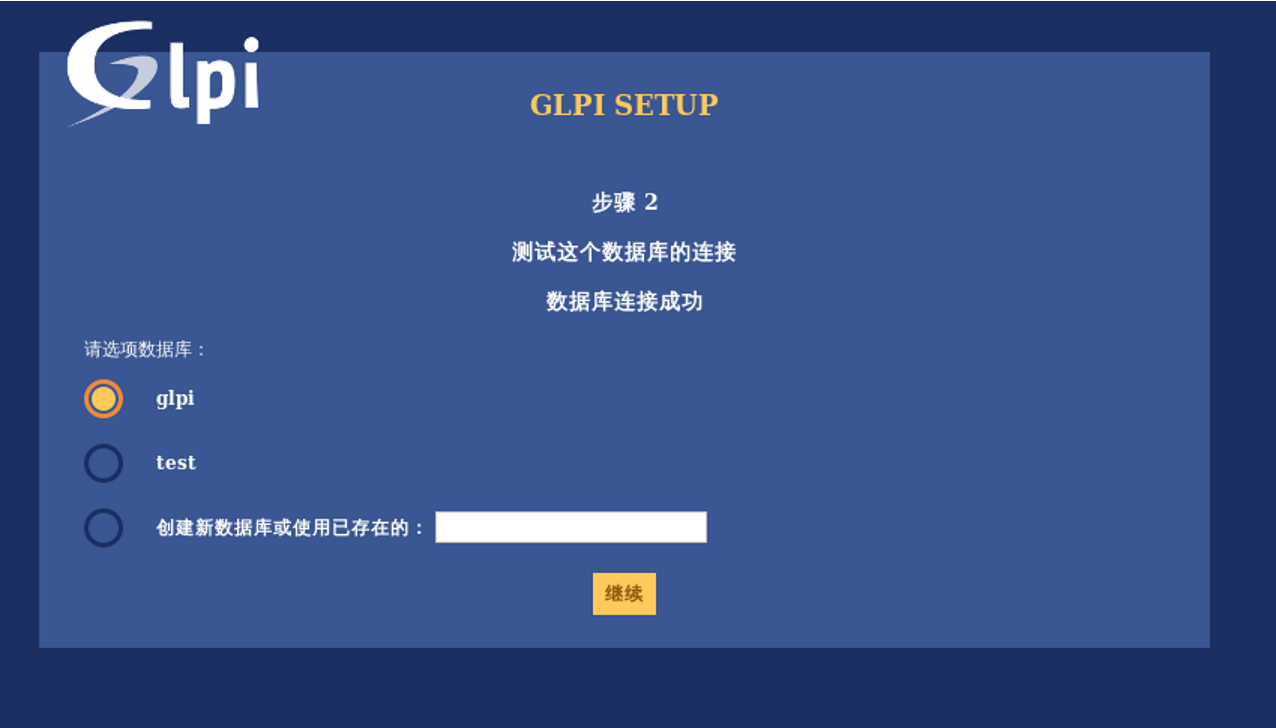 Glpi
GLPI SETUP
步骤 2
测试这个数据库的连接
数据库连接成功
请选项数据库：
glpi
test
创建新数据库或使用已存在的：
继续